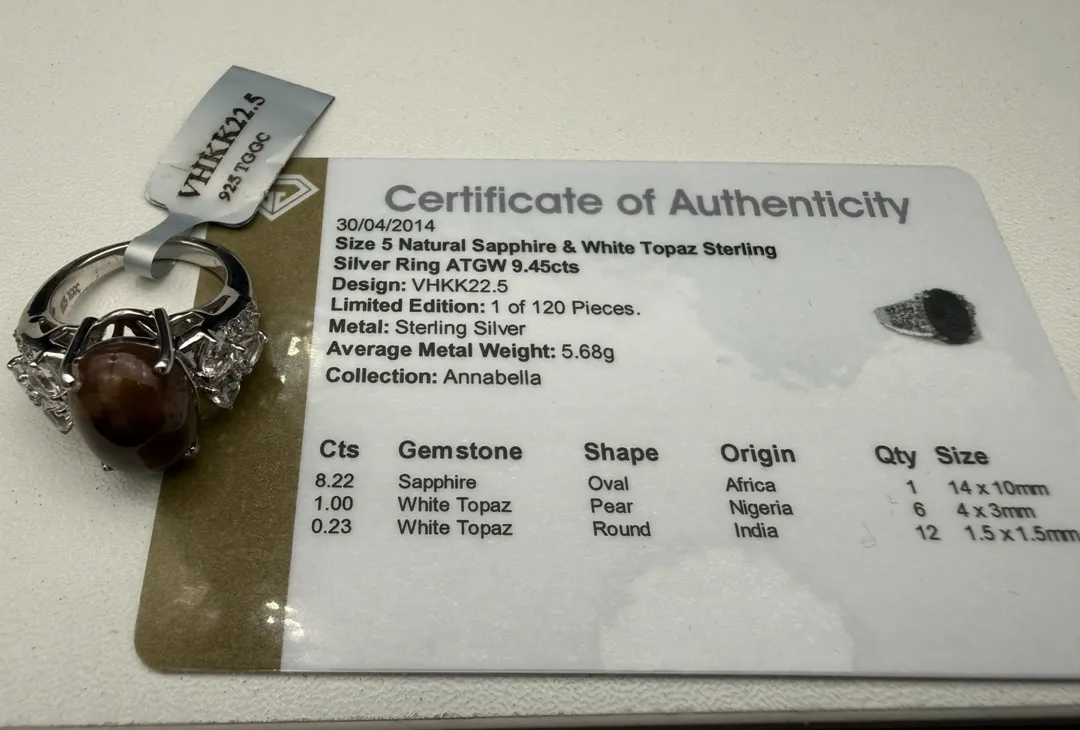 VHKK22.5
925 TGGC
925 TGGC
Certificate of Authenticity
30/04/2014
Size 5 Natural Sapphire & White Topaz Sterling
Silver Ring ATGW 9.45cts
Design: VHKK22.5
Limited Edition: 1 of 120 Pieces.
Metal: Sterling Silver
Average Metal Weight: 5.68g
Collection: Annabella
Cts Gemstone Shape Origin Qty Size
8.22 Sapphire Oval Africa 1 14 x 10mm
1.00 White Topaz Pear Nigeria 6 4 x 3mm
0.23 White Topaz Round India 12 1.5 x 1.5mm